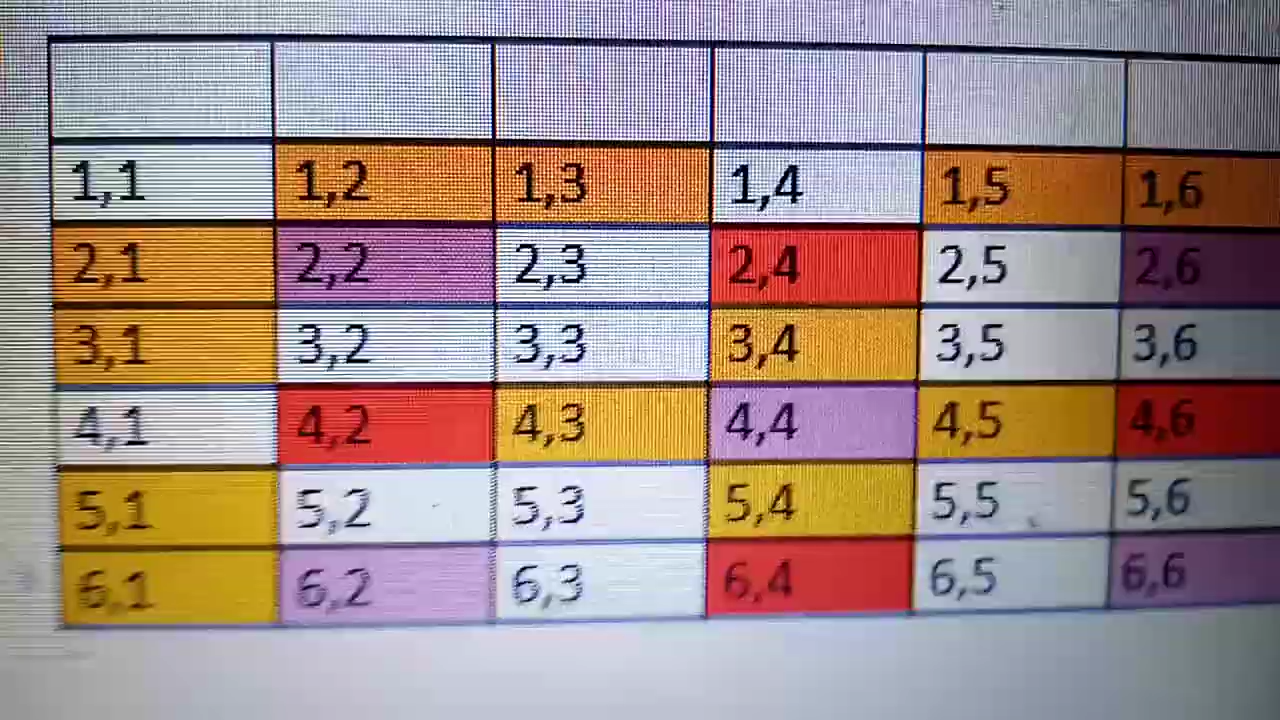 1,1 1,2 1,3 1,4 1,5 1,6
2,1 2,2 2,3 2,4 2,5 2,6
3,1 3,2 3,3 3,4 3,5 3,6
4,1 4,2 4,3 4,4 4,5 4,6
5,1 5,2 5,3 5,4 5,5 5,6
6,1 6,2 6,3 6,4 6,5 6,6